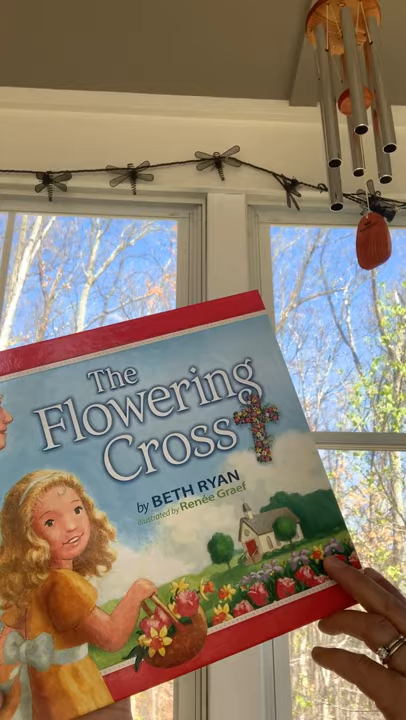 The
Flowering
Cross
by BETH RYAN
illustrated by Renée Graef